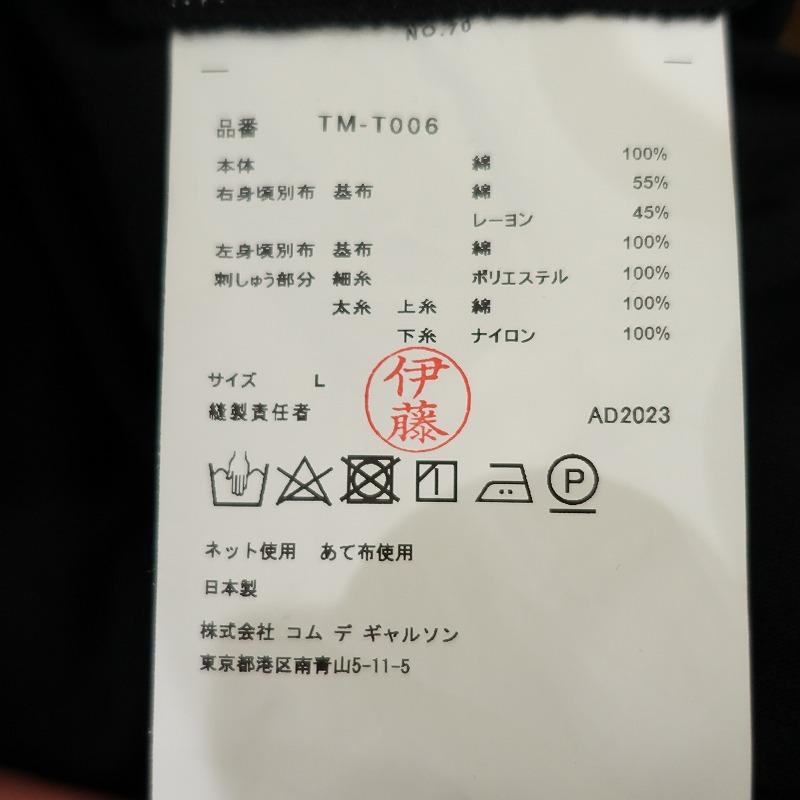 NO.70
品番 TM-T006
本体 綿 100%
右身頃別布 基布 綿 55%
レーヨン 45%
左身頃別布 基布 綿 100%
刺しゅう部分 細糸 ポリエステル 100%
太糸 上糸 綿 100%
下糸 ナイロン 100%
サイズ L
縫製責任者 伊藤 AD2023
P
ネット使用 あて布使用
日本製
株式会社 コム デ ギャルソン
東京都港区南青山5-11-5